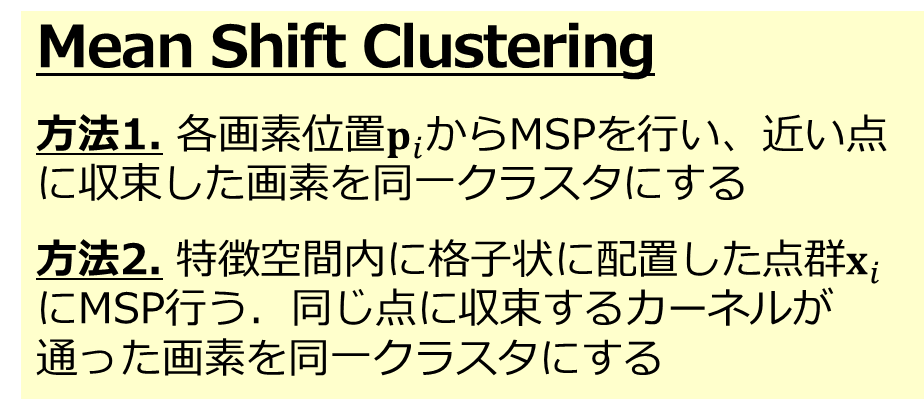 Mean Shift Clustering
方法1. 各画素位置𝐩𝑖からMSPを行い、近い点
に収束した画素を同一クラスタにする
方法2. 特徴空間内に格子状に配置した点群𝐱𝑖
にMSP行う．同じ点に収束するカーネルが
通った画素を同一クラスタにする